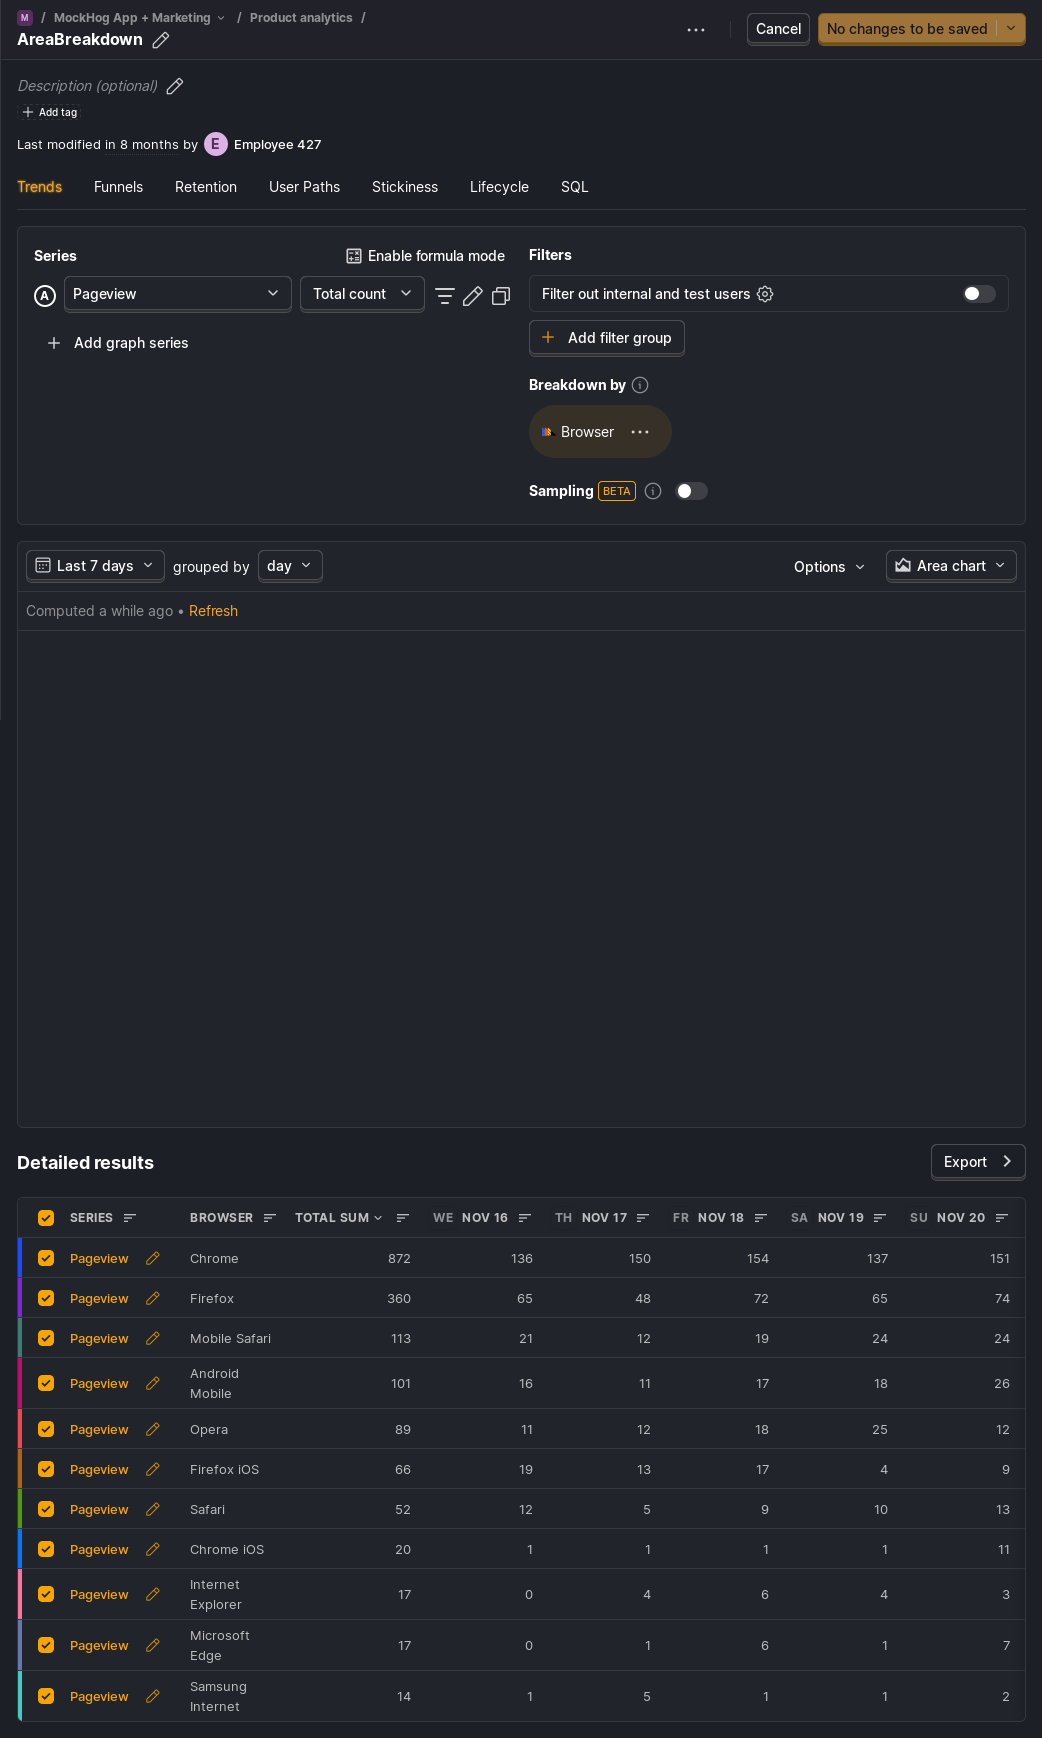 M / MockHog App + Marketing / Product analytics /
AreaBreakdown
Cancel
No changes to be saved
Description (optional)
Add tag
Last modified in 8 months by E Employee 427
Trends Funnels Retention User Paths Stickiness Lifecycle SQL
Series
Enable formula mode
A Pageview Total count
Add graph series
Filters
Filter out internal and test users
Add filter group
Breakdown by
Browser
Sampling BETA
Last 7 days grouped by day Options Area chart
Computed a while ago • Refresh
Detailed results
Export
SERIES BROWSER TOTAL SUM WE NOV 16 TH NOV 17 FR NOV 18 SA NOV 19 SU NOV 20
Pageview Chrome 872 136 150 154 137 151
Pageview Firefox 360 65 48 72 65 74
Pageview Mobile Safari 113 21 12 19 24 24
Pageview Android Mobile 101 16 11 17 18 26
Pageview Opera 89 11 12 18 25 12
Pageview Firefox iOS 66 19 13 17 4 9
Pageview Safari 52 12 5 9 10 13
Pageview Chrome iOS 20 1 1 1 1 11
Pageview Internet Explorer 17 0 4 6 4 3
Pageview Microsoft Edge 17 0 1 6 1 7
Pageview Samsung Internet 14 1 5 1 1 2